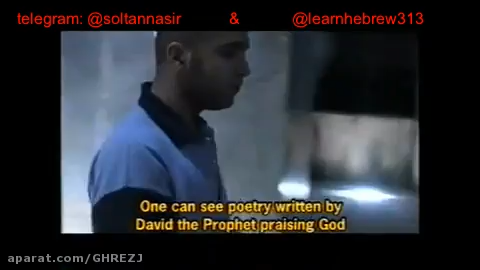 telegram: @soltannasir & @learnhebrew313
One can see poetry written by
David the Prophet praising God
aparat.com/GHREZJ